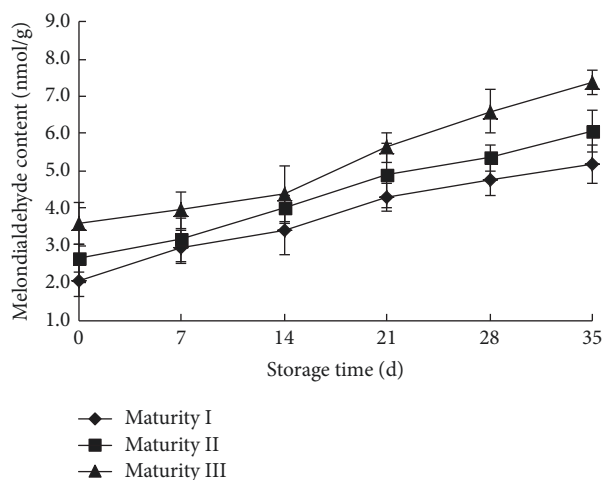 Melondialdehyde content (nmol/g)
9.0
8.0
7.0
6.0
5.0
4.0
3.0
2.0
1.0
0 7 14 21 28 35
Storage time (d)
Maturity I
Maturity II
Maturity III